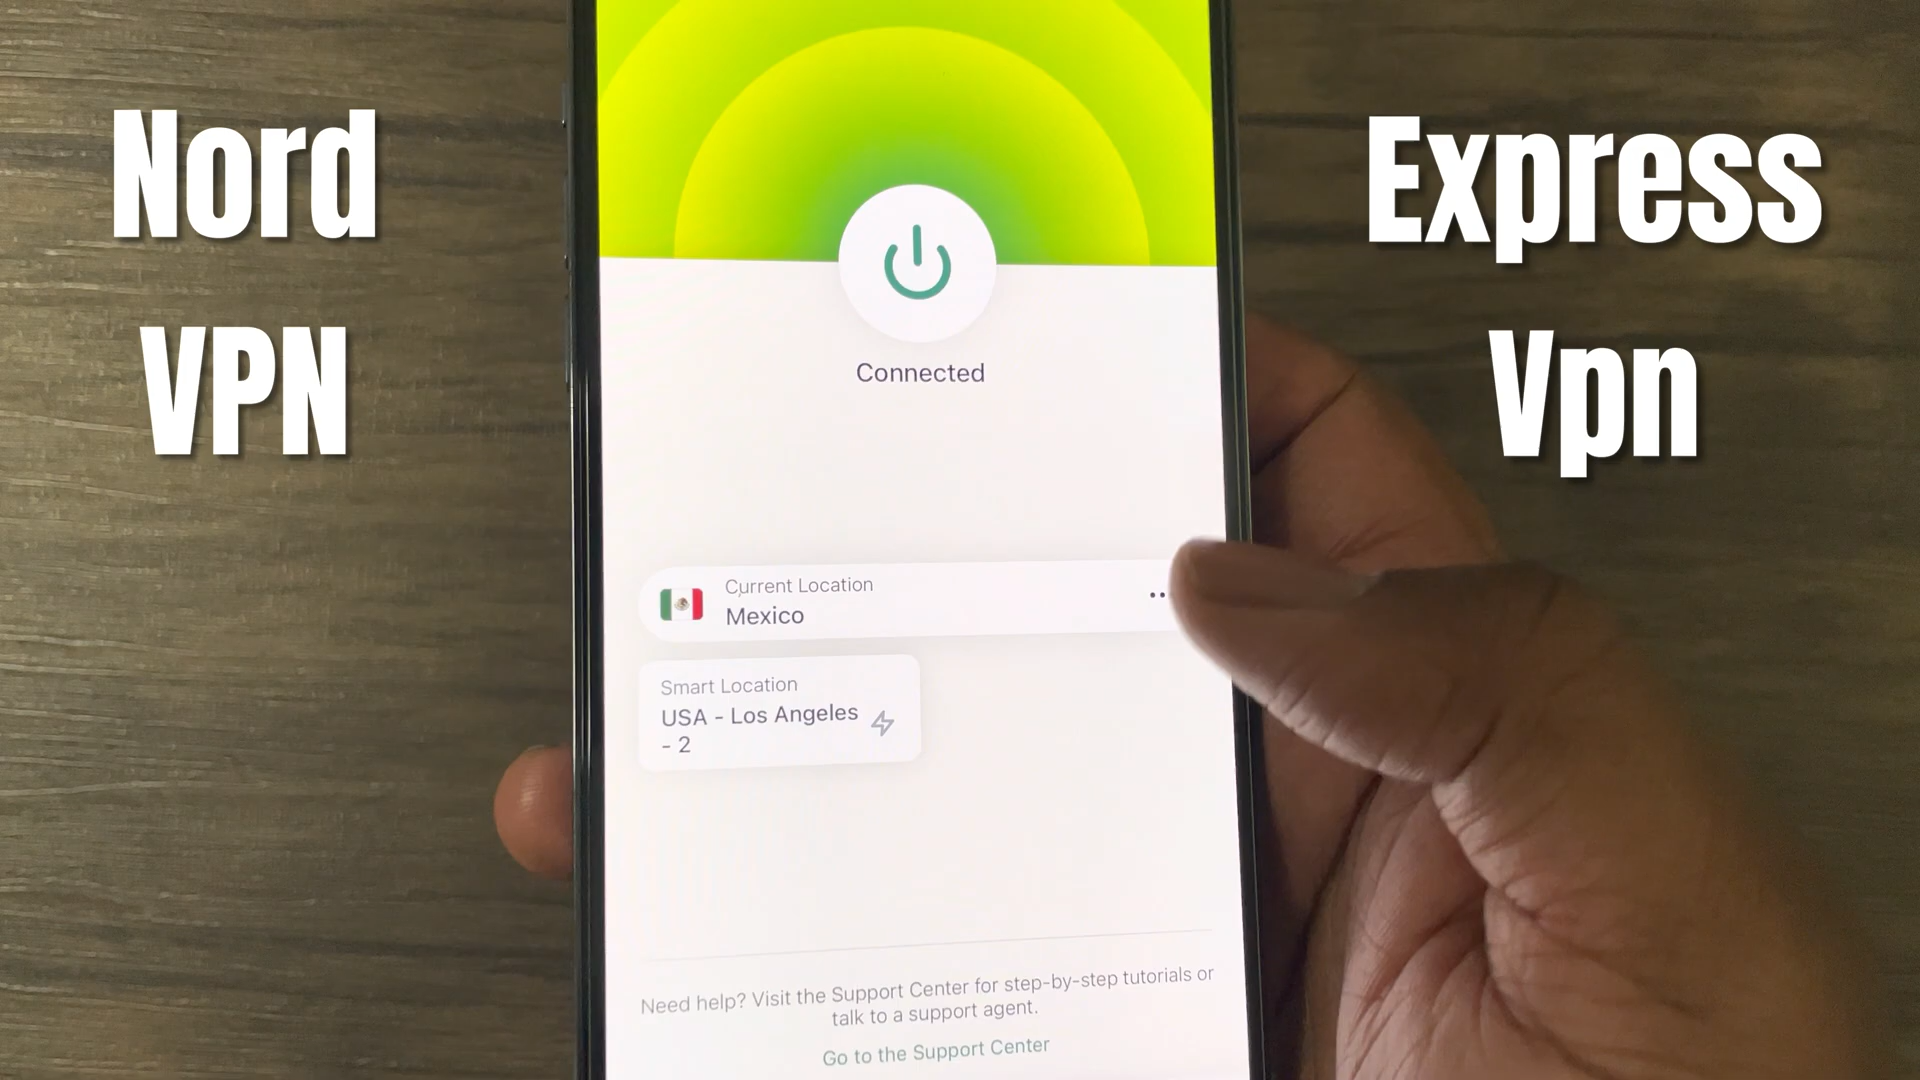 Nord
VPN
Express
Vpn
Connected
Current Location
Mexico
Smart Location
USA - Los Angeles
- 2
Need help? Visit the Support Center for step-by-step tutorials or
talk to a support agent.
Go to the Support Center